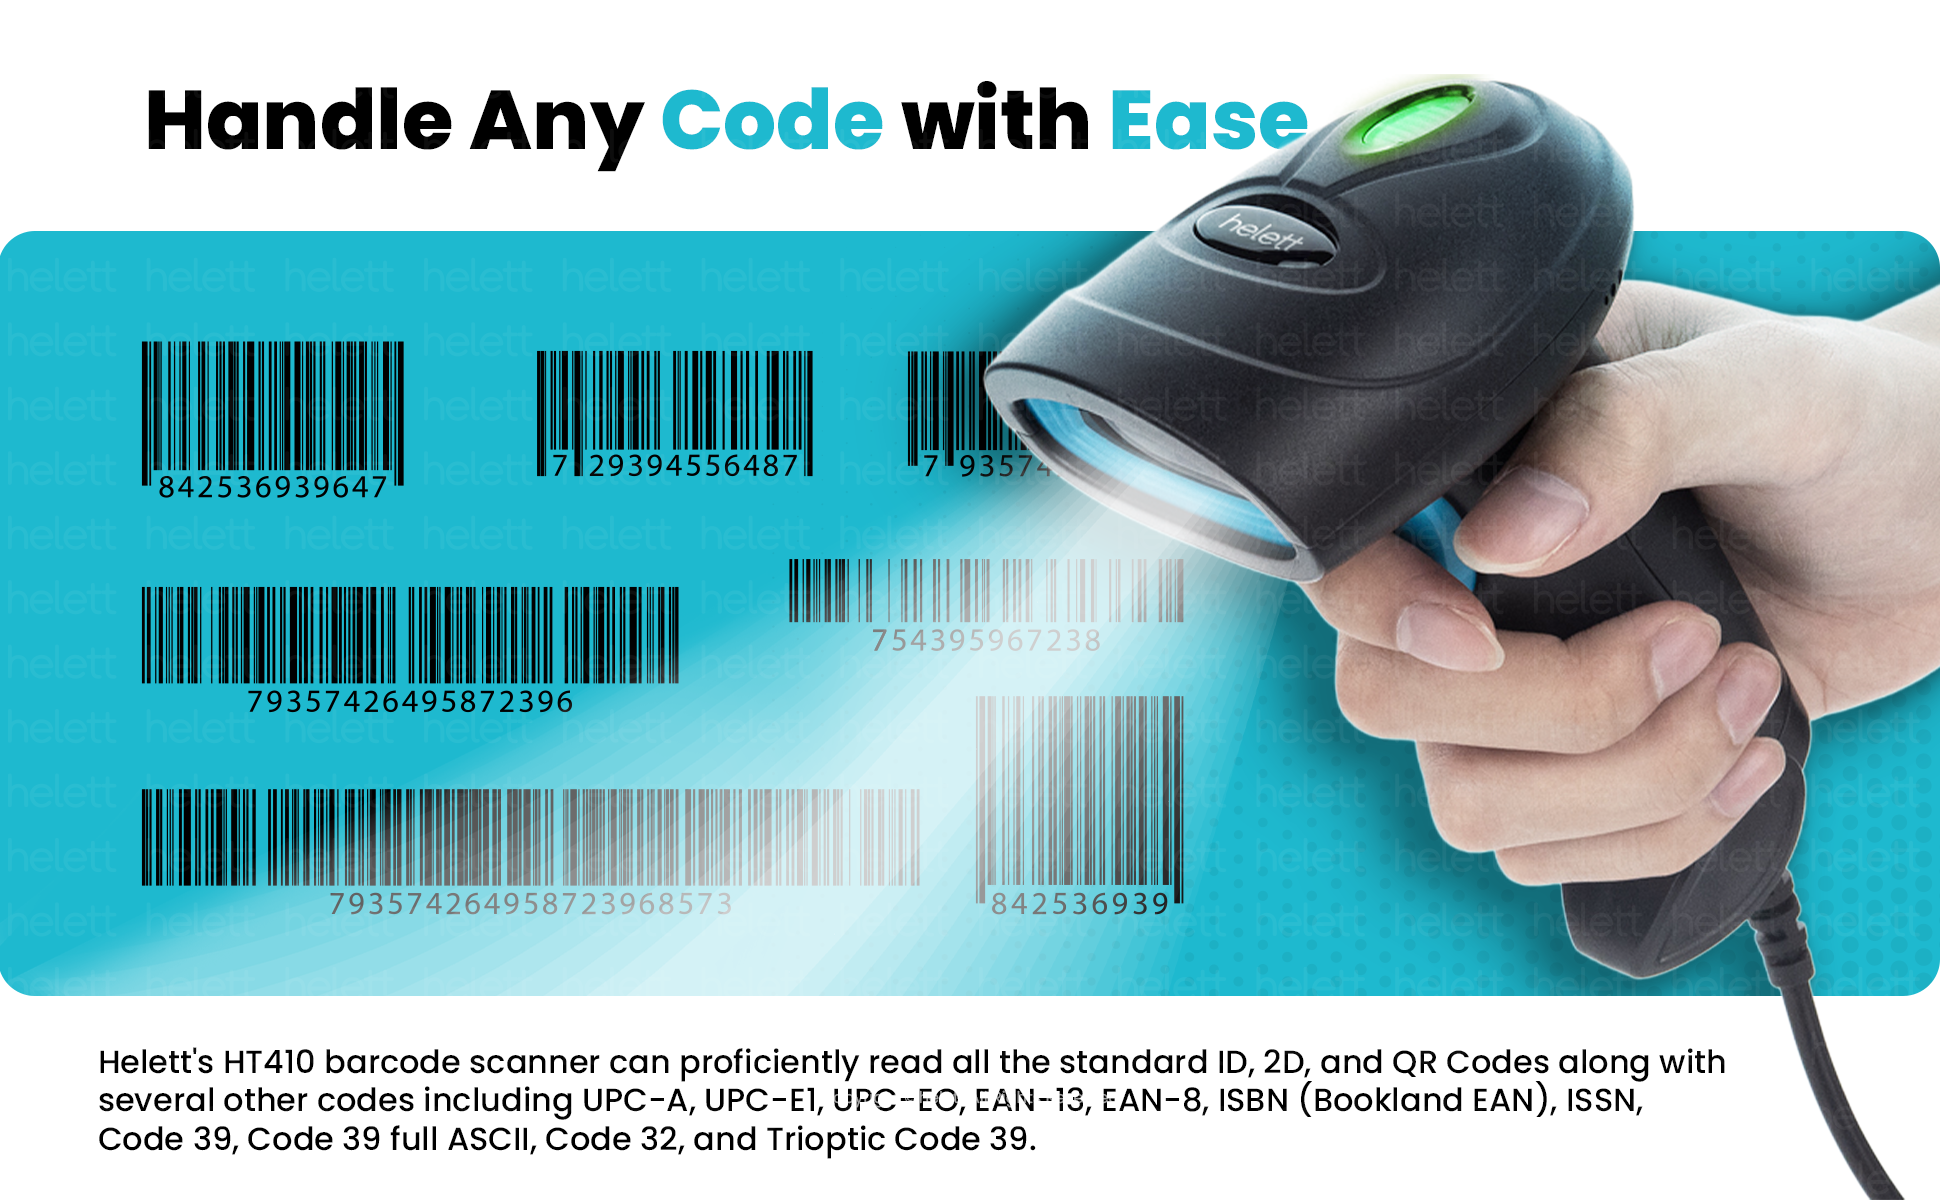 Handle Any Code with Ease
helett
842536939647
7 29394556487
7 93574
754395967238
79357426495872396
793574264958723968573
842536939
Helett's HT410 barcode scanner can proficiently read all the standard ID, 2D, and QR Codes along with
several other codes including UPC-A, UPC-E1, UPC-EO, EAN-13, EAN-8, ISBN (Bookland EAN), ISSN,
Code 39, Code 39 full ASCII, Code 32, and Trioptic Code 39.